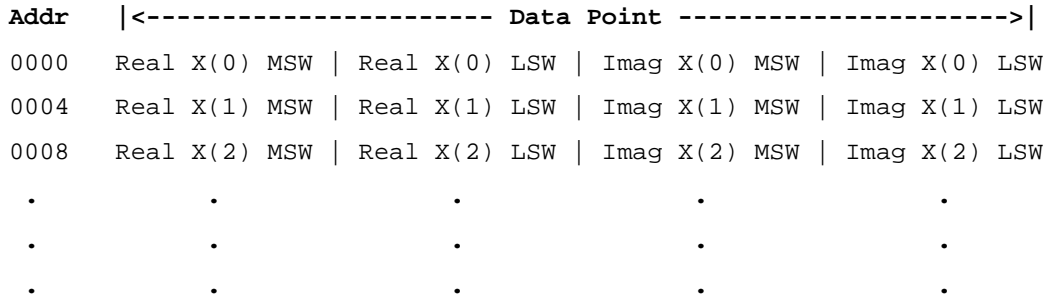 Addr |<----------------------- Data Point ---------------------->|
0000 Real X(0) MSW | Real X(0) LSW | Imag X(0) MSW | Imag X(0) LSW
0004 Real X(1) MSW | Real X(1) LSW | Imag X(1) MSW | Imag X(1) LSW
0008 Real X(2) MSW | Real X(2) LSW | Imag X(2) MSW | Imag X(2) LSW
. . . . .
. . . . .
. . . . .